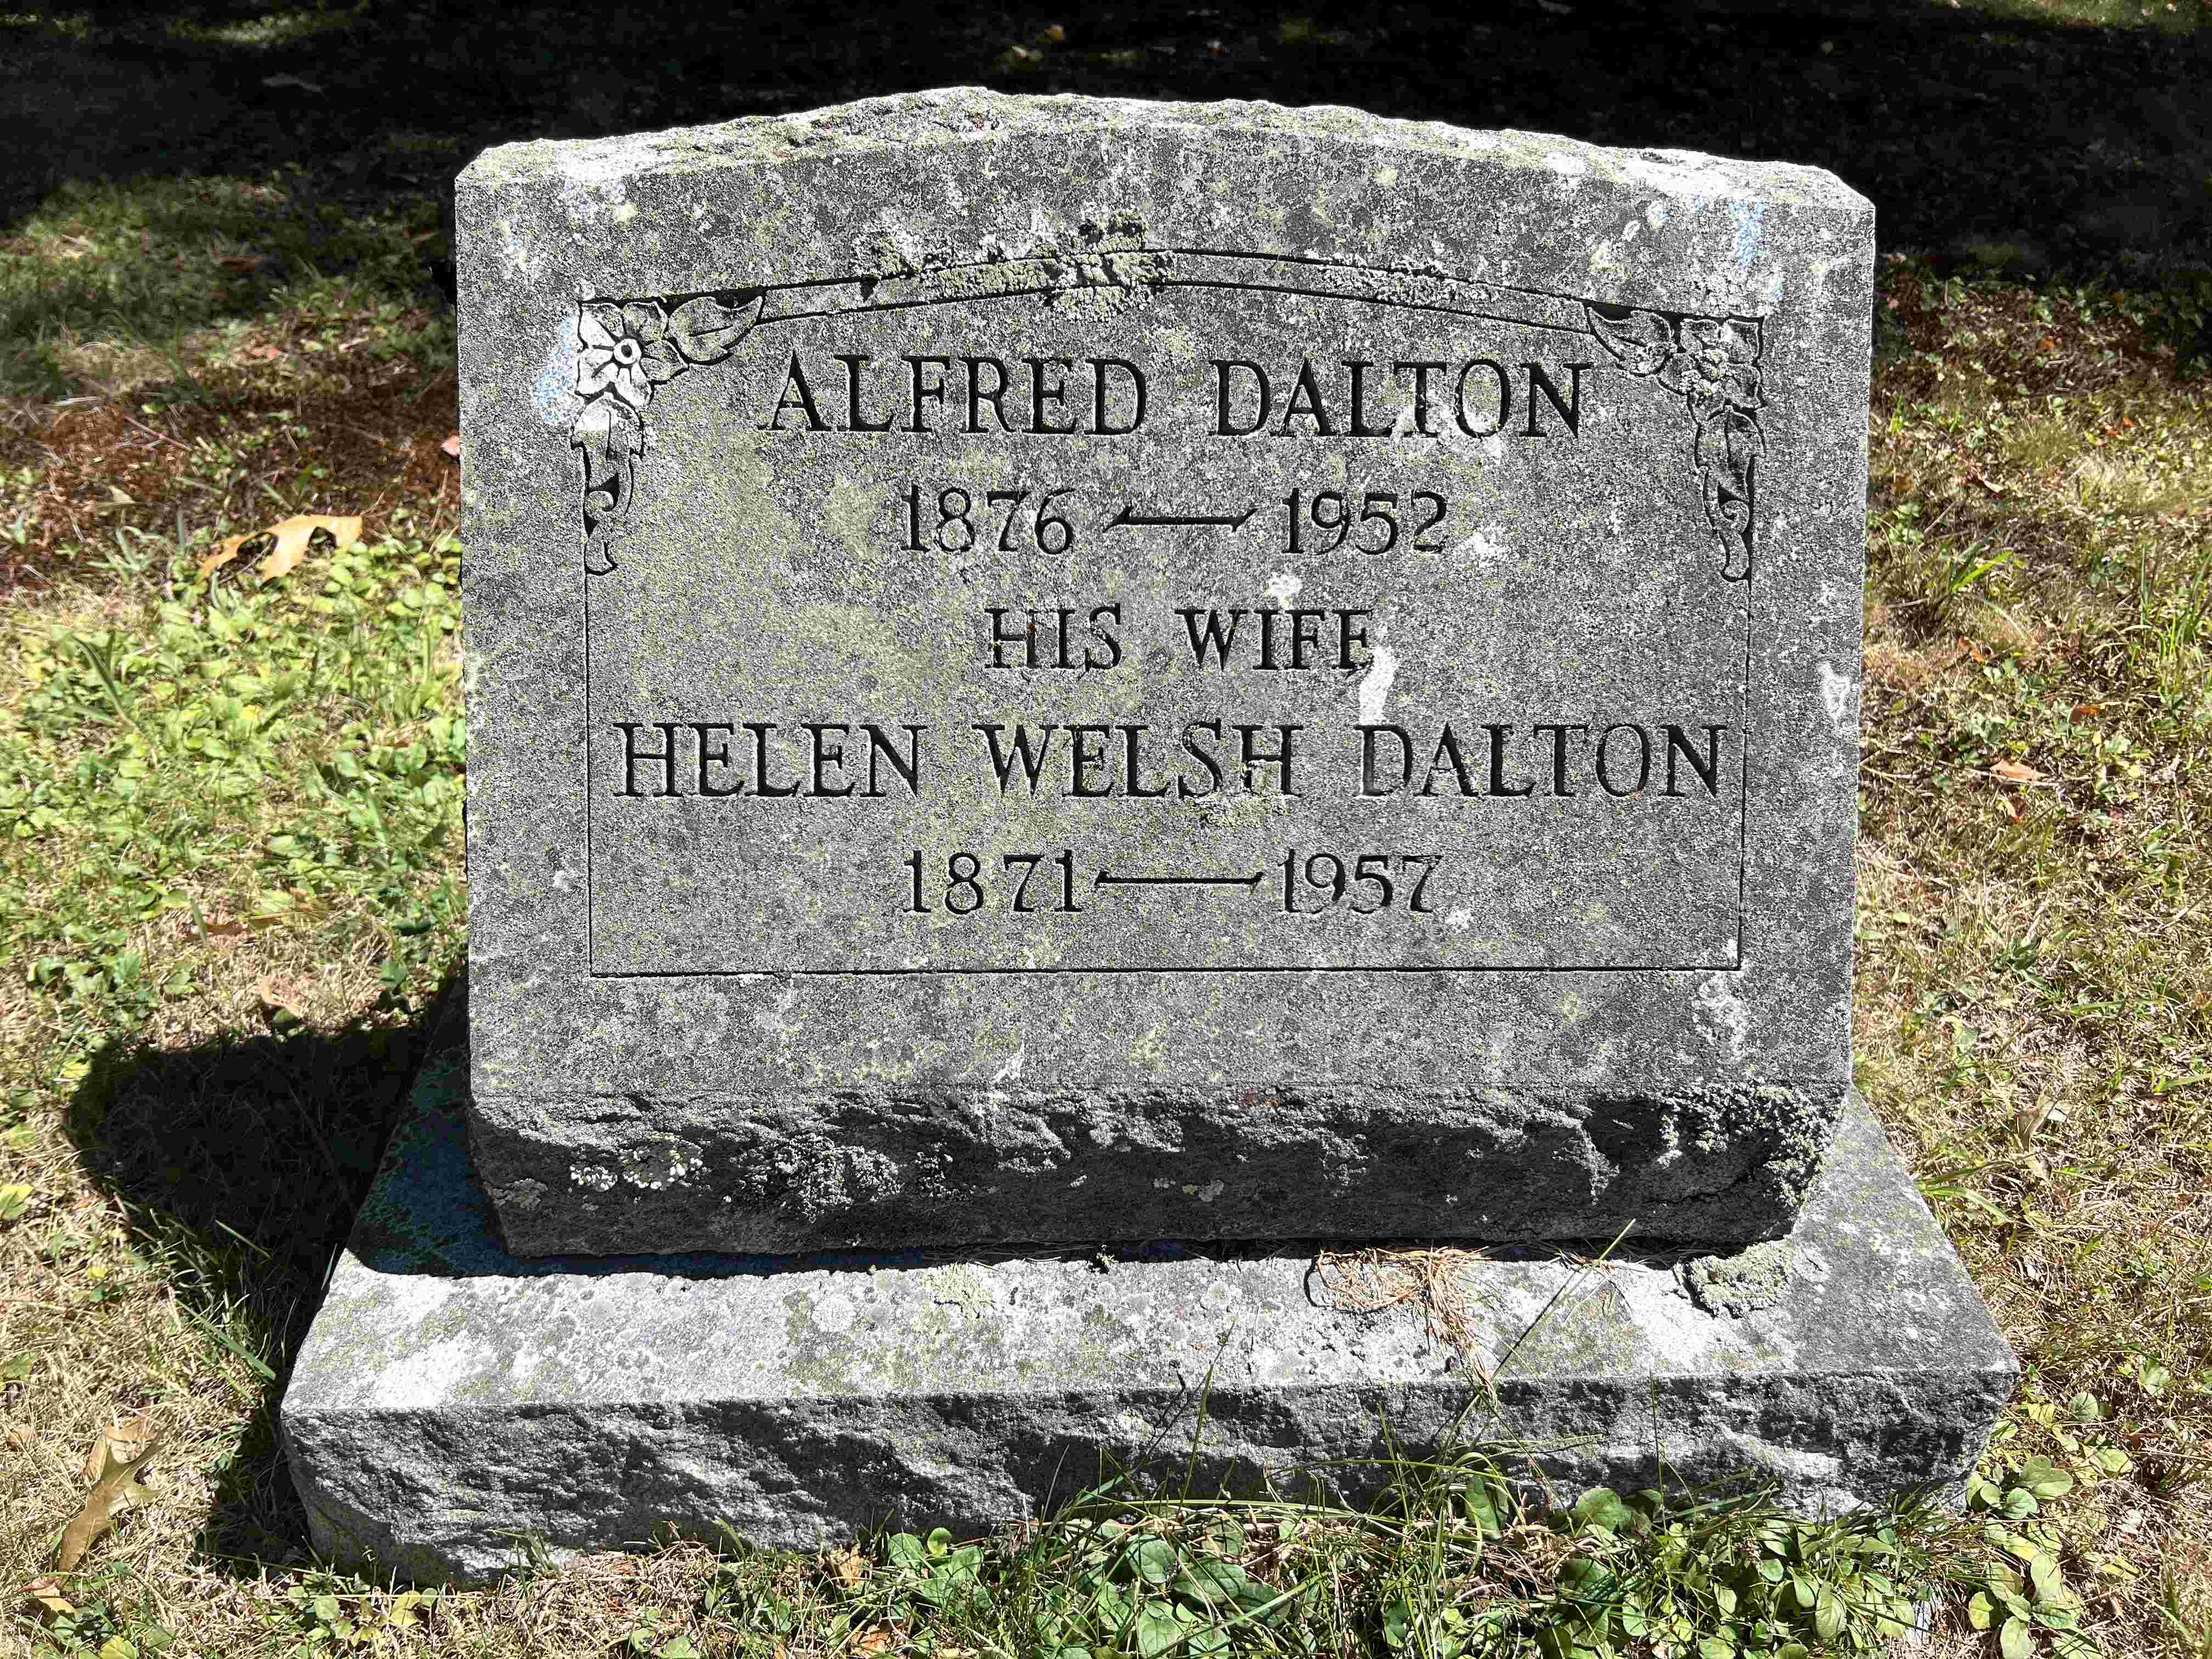 ALFRED DALTON
1876 — 1952
HIS WIFE
HELEN WELSH DALTON
1871 — 1957